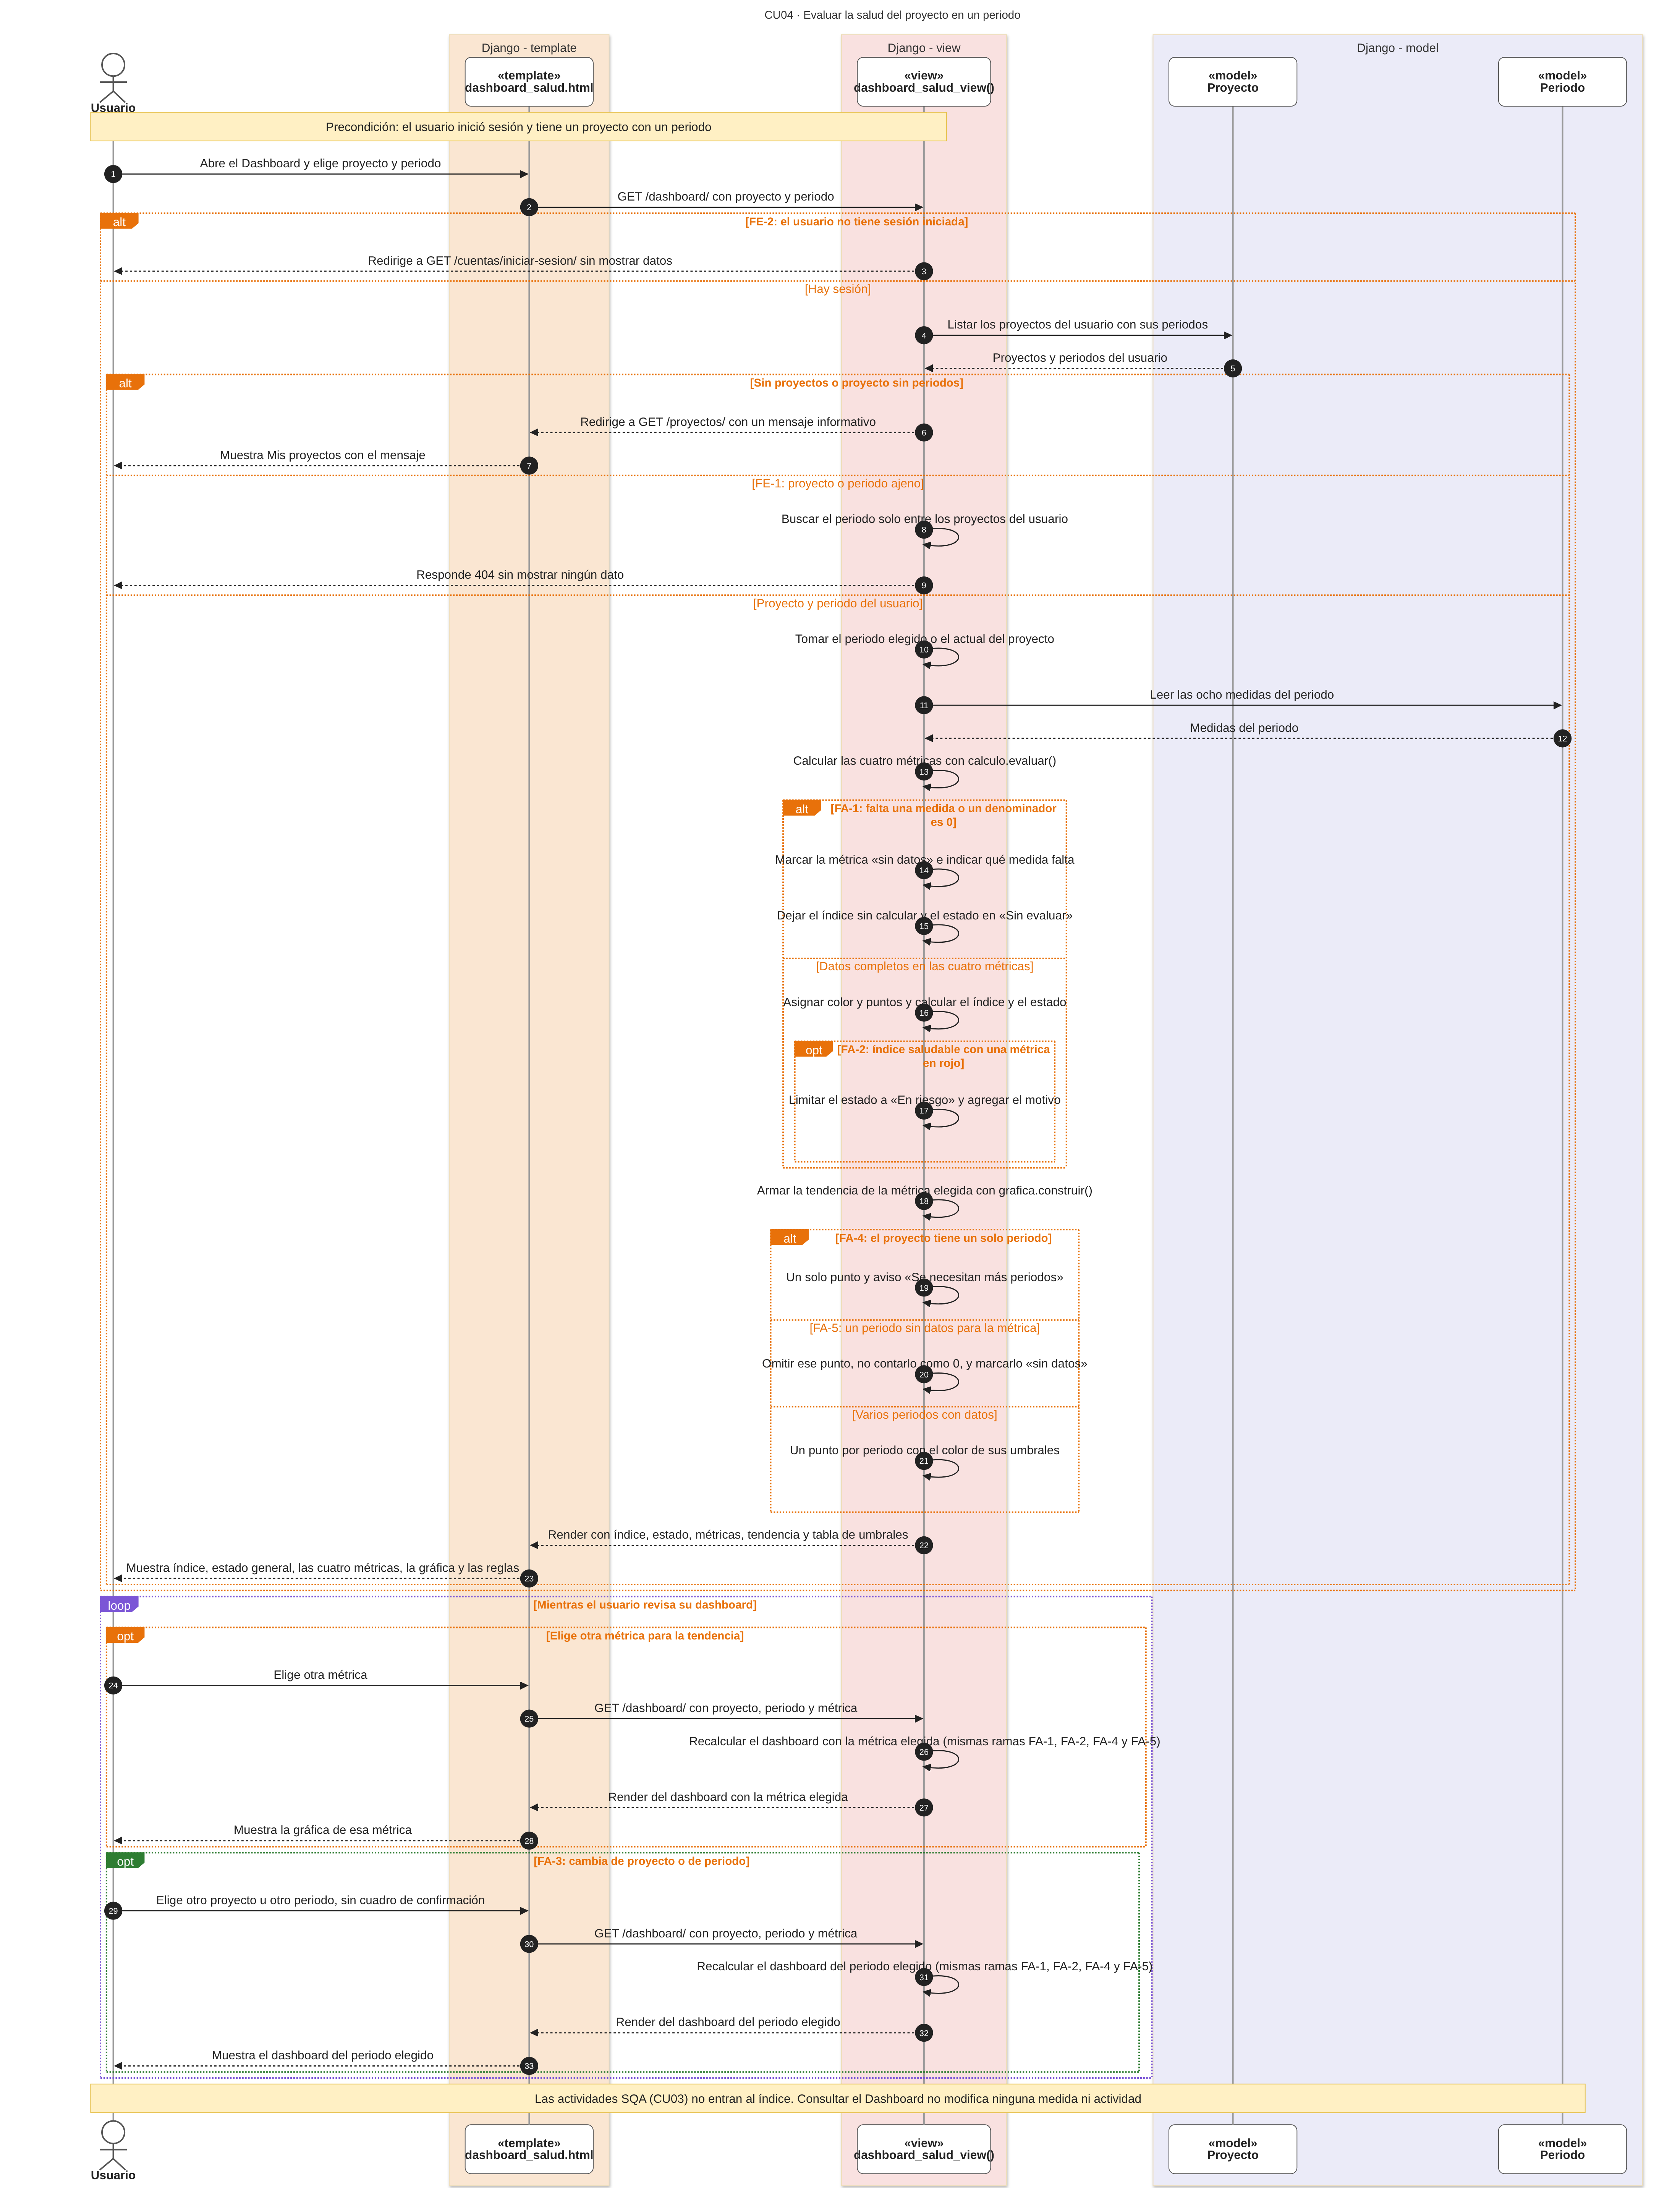 CU04 · Evaluar la salud del proyecto en un periodo
Django - template
Django - view
Django - model
Usuario
«template»
dashboard_salud.html
«view»
dashboard_salud_view()
«model»
Proyecto
«model»
Periodo
Precondición: el usuario inició sesión y tiene un proyecto con un periodo
Abre el Dashboard y elige proyecto y periodo
1
GET /dashboard/ con proyecto y periodo
2
alt
[FE-2: el usuario no tiene sesión iniciada]
Redirige a GET /cuentas/iniciar-sesion/ sin mostrar datos
3
[Hay sesión]
Listar los proyectos del usuario con sus periodos
4
Proyectos y periodos del usuario
5
alt
[Sin proyectos o proyecto sin periodos]
Redirige a GET /proyectos/ con un mensaje informativo
6
Muestra Mis proyectos con el mensaje
7
[FE-1: proyecto o periodo ajeno]
Buscar el periodo solo entre los proyectos del usuario
8
Responde 404 sin mostrar ningún dato
9
[Proyecto y periodo del usuario]
Tomar el periodo elegido o el actual del proyecto
10
Leer las ocho medidas del periodo
11
Medidas del periodo
12
Calcular las cuatro métricas con calculo.evaluar()
13
alt
[FA-1: falta una medida o un denominador
es 0]
Marcar la métrica «sin datos» e indicar qué medida falta
14
Dejar el índice sin calcular y el estado en «Sin evaluar»
15
[Datos completos en las cuatro métricas]
Asignar color y puntos y calcular el índice y el estado
16
opt
[FA-2: índice saludable con una métrica
en rojo]
Limitar el estado a «En riesgo» y agregar el motivo
17
Armar la tendencia de la métrica elegida con grafica.construir()
18
alt
[FA-4: el proyecto tiene un solo periodo]
Un solo punto y aviso «Se necesitan más periodos»
19
[FA-5: un periodo sin datos para la métrica]
Omitir ese punto, no contarlo como 0, y marcarlo «sin datos»
20
[Varios periodos con datos]
Un punto por periodo con el color de sus umbrales
21
Render con índice, estado, métricas, tendencia y tabla de umbrales
22
Muestra índice, estado general, las cuatro métricas, la gráfica y las reglas
23
loop
[Mientras el usuario revisa su dashboard]
opt
[Elige otra métrica para la tendencia]
Elige otra métrica
24
GET /dashboard/ con proyecto, periodo y métrica
25
Recalcular el dashboard con la métrica elegida (mismas ramas FA-1, FA-2, FA-4 y FA-5)
26
Render del dashboard con la métrica elegida
27
Muestra la gráfica de esa métrica
28
opt
[FA-3: cambia de proyecto o de periodo]
Elige otro proyecto u otro periodo, sin cuadro de confirmación
29
GET /dashboard/ con proyecto, periodo y métrica
30
Recalcular el dashboard del periodo elegido (mismas ramas FA-1, FA-2, FA-4 y FA-5)
31
Render del dashboard del periodo elegido
32
Muestra el dashboard del periodo elegido
33
Las actividades SQA (CU03) no entran al índice. Consultar el Dashboard no modifica ninguna medida ni actividad
Usuario
«template»
dashboard_salud.html
«view»
dashboard_salud_view()
«model»
Proyecto
«model»
Periodo